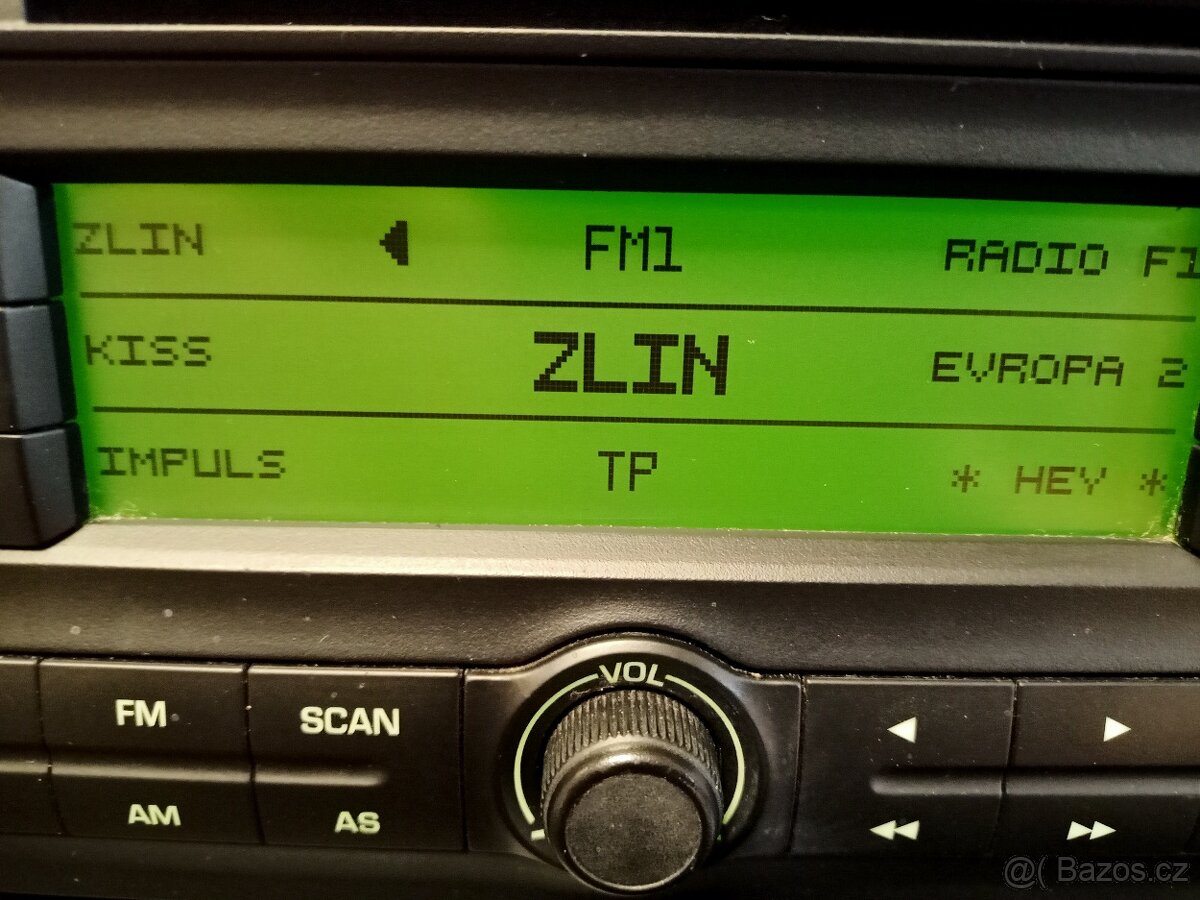 ZLIN FM1 RADIO F1
KISS ZLIN EVROPA 2
IMPULS TP * HEY *
VOL
FM SCAN
AM AS
@( Bazos.cz